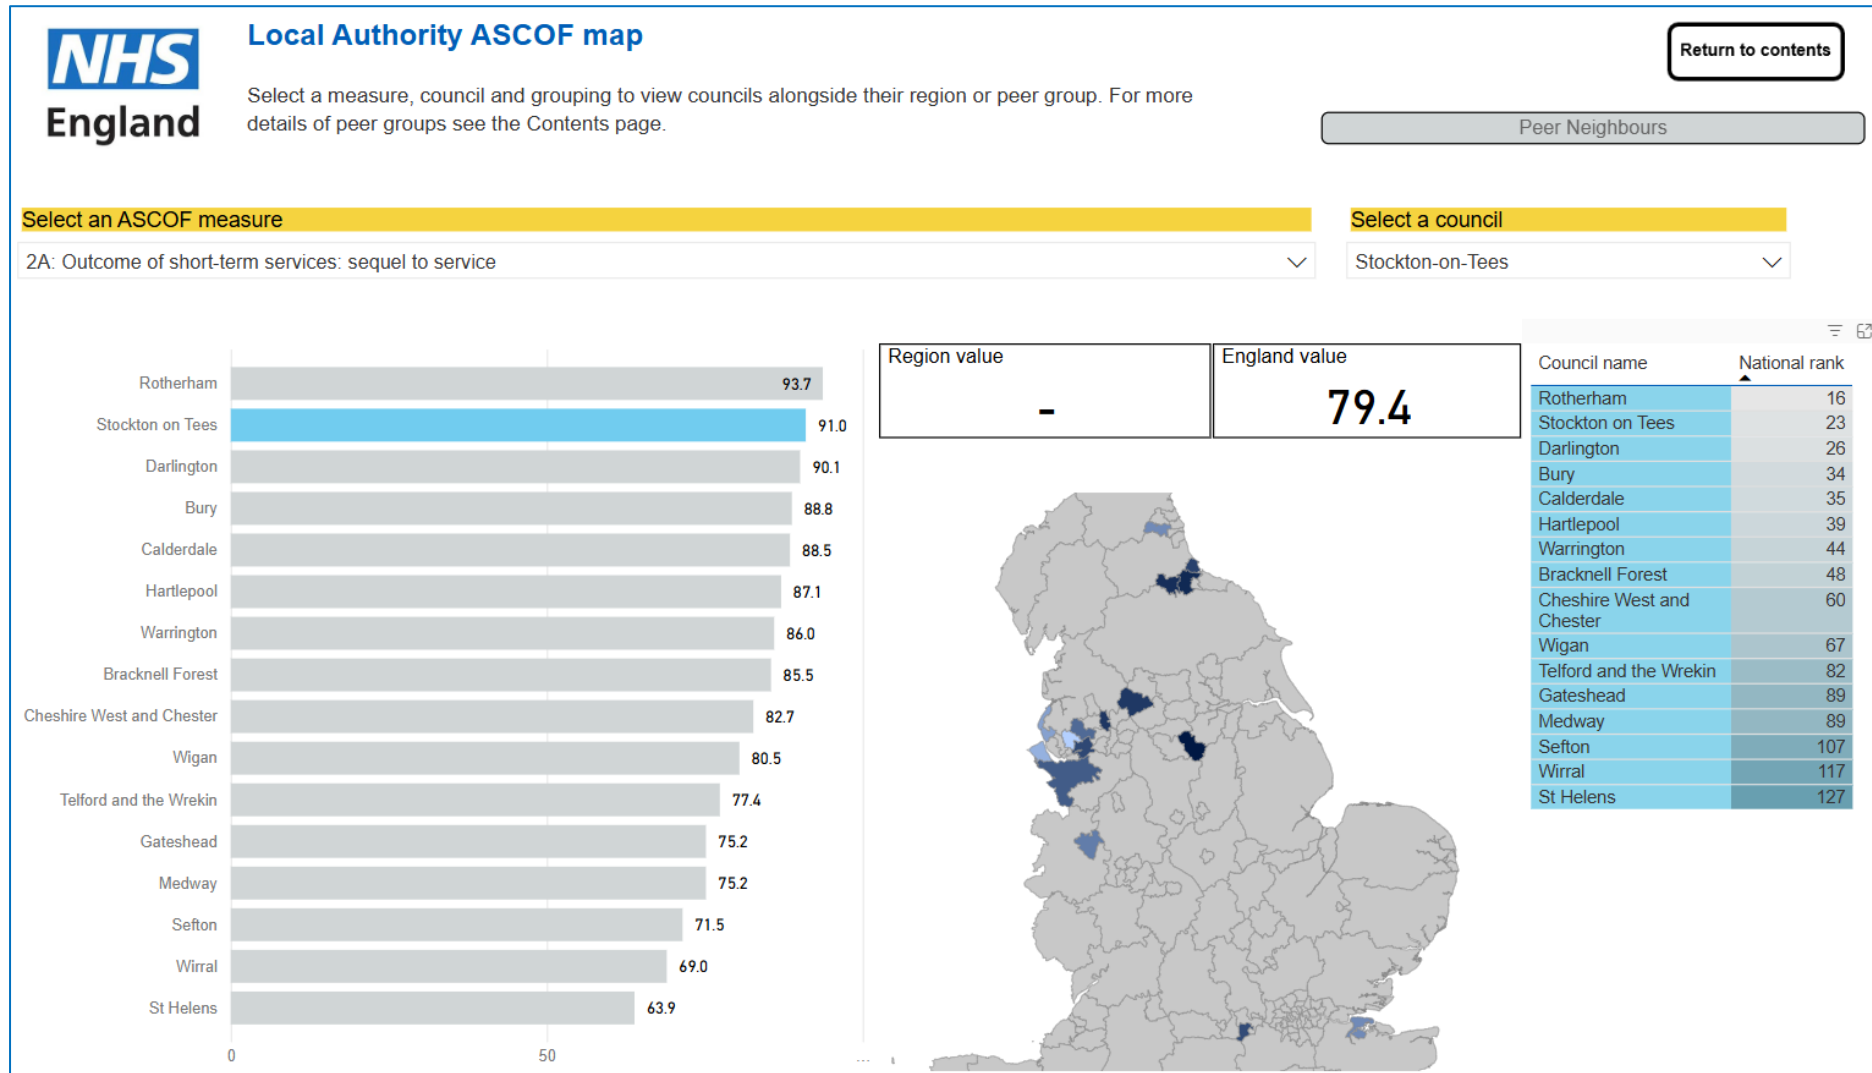 NHS
England
Local Authority ASCOF map
Select a measure, council and grouping to view councils alongside their region or peer group. For more
details of peer groups see the Contents page.
Return to contents
Peer Neighbours
Select an ASCOF measure
2A: Outcome of short-term services: sequel to service
Select a council
Stockton-on-Tees
Rotherham 93.7
Stockton on Tees 91.0
Darlington 90.1
Bury 88.8
Calderdale 88.5
Hartlepool 87.1
Warrington 86.0
Bracknell Forest 85.5
Cheshire West and Chester 82.7
Wigan 80.5
Telford and the Wrekin 77.4
Gateshead 75.2
Medway 75.2
Sefton 71.5
Wirral 69.0
St Helens 63.9
0 50 ...
Region value
-
England value
79.4
Council name National rank
Rotherham 16
Stockton on Tees 23
Darlington 26
Bury 34
Calderdale 35
Hartlepool 39
Warrington 44
Bracknell Forest 48
Cheshire West and 60
Chester
Wigan 67
Telford and the Wrekin 82
Gateshead 89
Medway 89
Sefton 107
Wirral 117
St Helens 127